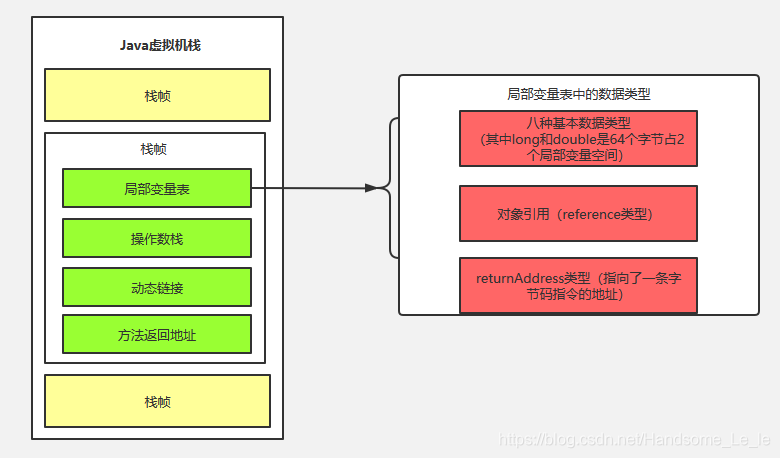 Java虚拟机栈
栈帧
栈帧
局部变量表
操作数栈
动态链接
方法返回地址
栈帧
局部变量表中的数据类型
八种基本数据类型
（其中long和double是64个字节占2
个局部变量空间）
对象引用（reference类型）
returnAddress类型（指向了一条字
节码指令的地址）
https://blog.csdn.net/Handsome_Le_le